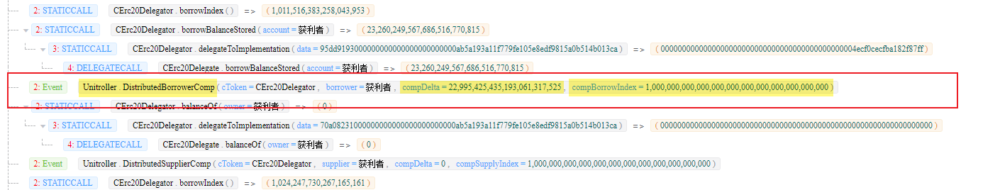 2: STATICCALL CErc20Delegator . borrowIndex ( ) => ( 1,011,516,383,258,043,953 )
2: STATICCALL CErc20Delegator . borrowBalanceStored ( account = 获利者 ) => ( 23,260,249,567,686,516,770,815 )
3: STATICCALL CErc20Delegator . delegateToImplementation ( data = 95dd9193000000000000000000000000ab5a193a11f779fe105e8edf9815a0b514b013ca ) => ( 0000000000000000000000000000000000000000000004ecf0cecfba182f87ff )
4: DELEGATECALL CErc20Delegate . borrowBalanceStored ( account = 获利者 ) => ( 23,260,249,567,686,516,770,815 )
2: Event Unitroller . DistributedBorrowerComp ( cToken = CErc20Delegator , borrower = 获利者 , compDelta = 22,995,425,435,193,061,317,525 , compBorrowIndex = 1,000,000,000,000,000,000,000,000,000,000,000,000 )
2: STATICCALL CErc20Delegator . balanceOf ( owner = 获利者 ) => ( 0 )
3: STATICCALL CErc20Delegator . delegateToImplementation ( data = 70a08231000000000000000000000000ab5a193a11f779fe105e8edf9815a0b514b013ca ) => ( 0000000000000000000000000000000000000000000000000000000000000000 )
4: DELEGATECALL CErc20Delegate . balanceOf ( owner = 获利者 ) => ( 0 )
2: Event Unitroller . DistributedSupplierComp ( cToken = CErc20Delegator , supplier = 获利者 , compDelta = 0 , compSupplyIndex = 1,000,000,000,000,000,000,000,000,000,000,000,000 )
2: STATICCALL CErc20Delegator . borrowIndex ( ) => ( 1,024,247,730,267,165,161 )